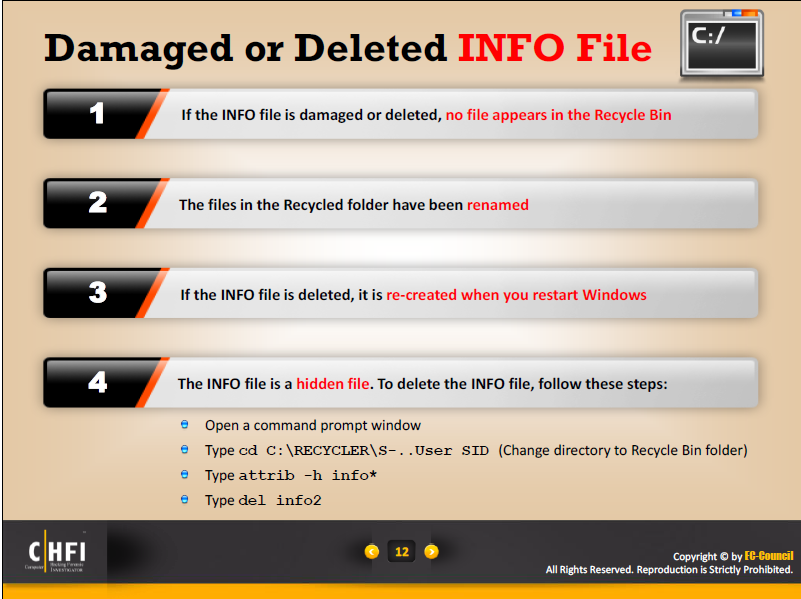 Damaged or Deleted INFO File
C:/
1
If the INFO file is damaged or deleted, no file appears in the Recycle Bin
2
The files in the Recycled folder have been renamed
3
If the INFO file is deleted, it is re-created when you restart Windows
4
The INFO file is a hidden file. To delete the INFO file, follow these steps:
Open a command prompt window
Type cd C:\RECYCLER\S-..User SID (Change directory to Recycle Bin folder)
Type attrib -h info*
Type del info2
CHFI
Computer Hacking Forensic
INVESTIGATOR
12
Copyright © by EC-Council
All Rights Reserved. Reproduction is Strictly Prohibited.